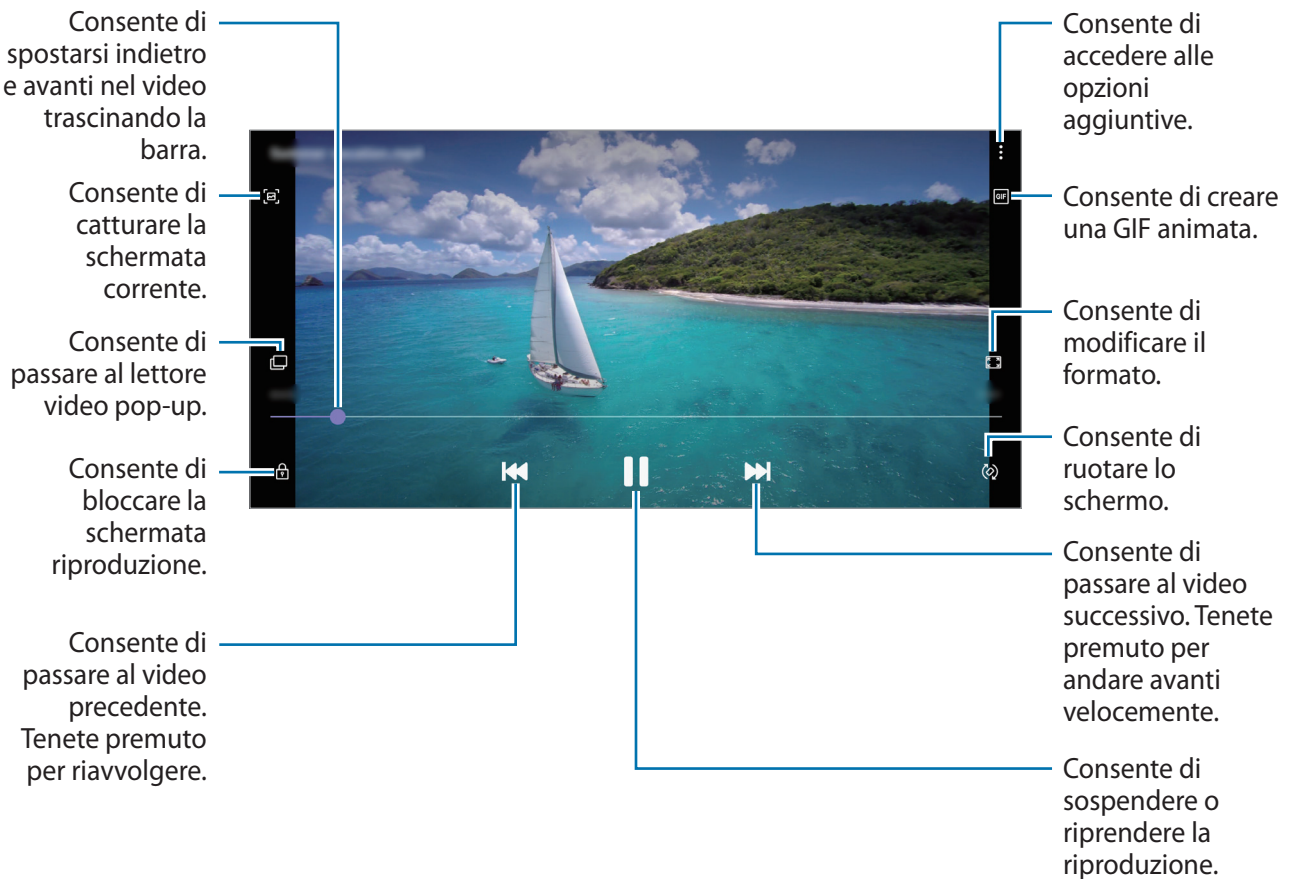 Consente di
spostarsi indietro
e avanti nel video
trascinando la
barra.
Consente di
catturare la
schermata
corrente.
Consente di
passare al lettore
video pop-up.
Consente di
bloccare la
schermata
riproduzione.
Consente di
passare al video
precedente.
Tenete premuto
per riavvolgere.
Consente di
accedere alle
opzioni
aggiuntive.
GIF
Consente di creare
una GIF animata.
Consente di
modificare il
formato.
Consente di
ruotare lo
schermo.
Consente di
passare al video
successivo. Tenete
premuto per
andare avanti
velocemente.
Consente di
sospendere o
riprendere la
riproduzione.